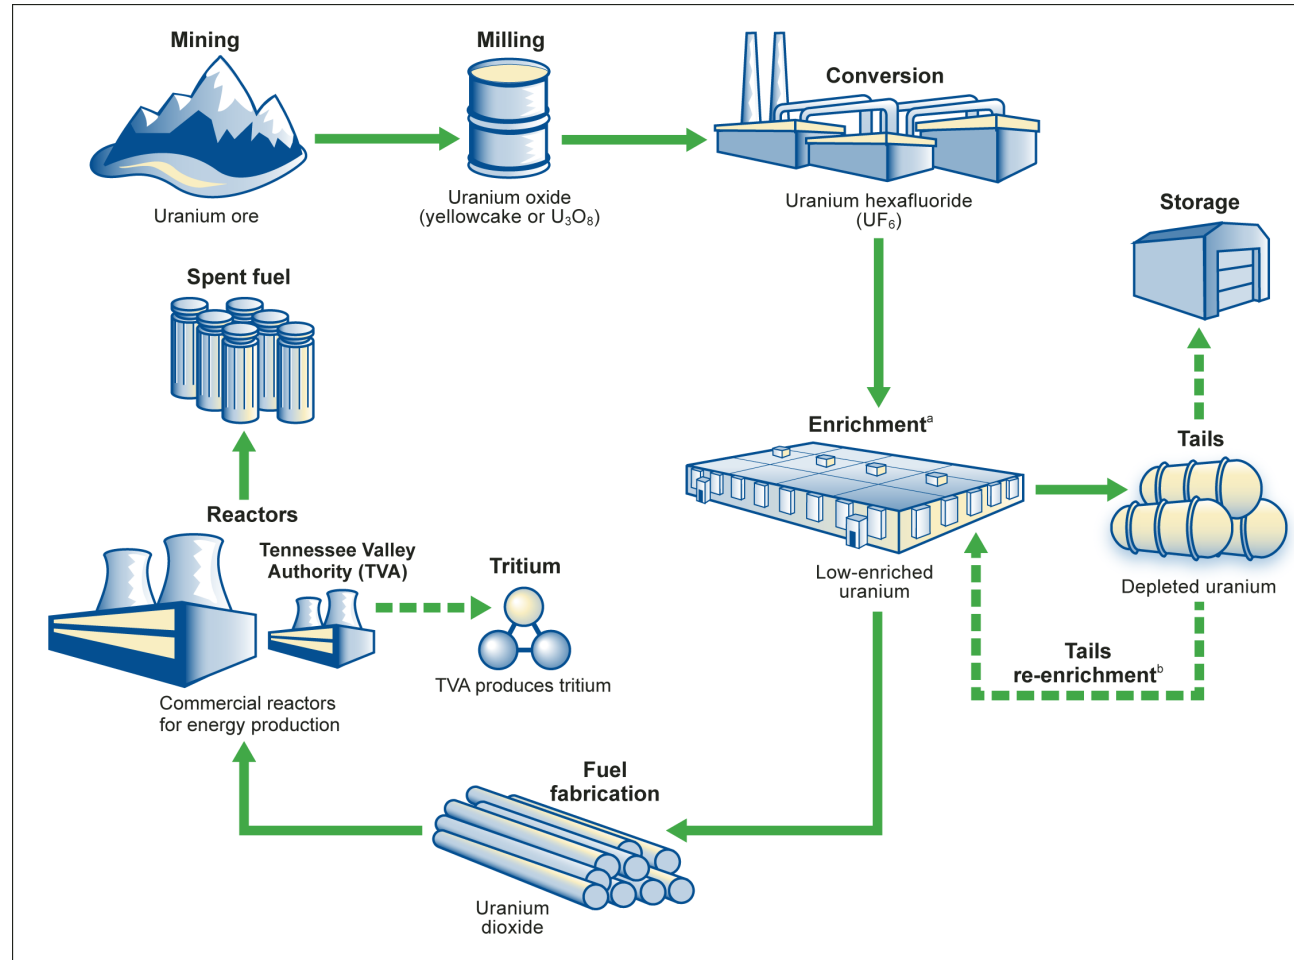 Mining
Uranium ore
Milling
Uranium oxide
(yellowcake or U₃O₈)
Conversion
Uranium hexafluoride
(UF₆)
Storage
Spent fuel
Enrichmentᵃ
Low-enriched
uranium
Tails
Depleted uranium
Tails
re-enrichmentᵇ
Reactors
Tennessee Valley
Authority (TVA)
Commercial reactors
for energy production
Tritium
TVA produces tritium
Fuel
fabrication
Uranium
dioxide